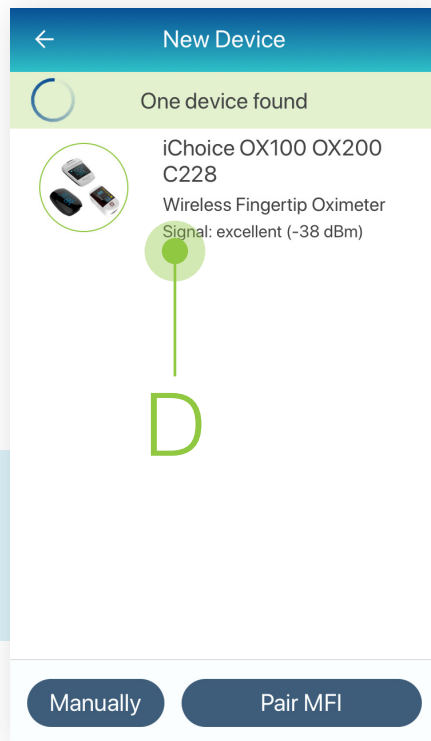 New Device
One device found
iChoice OX100 OX200
C228
Wireless Fingertip Oximeter
Signal: excellent (-38 dBm)
D
Manually
Pair MFI